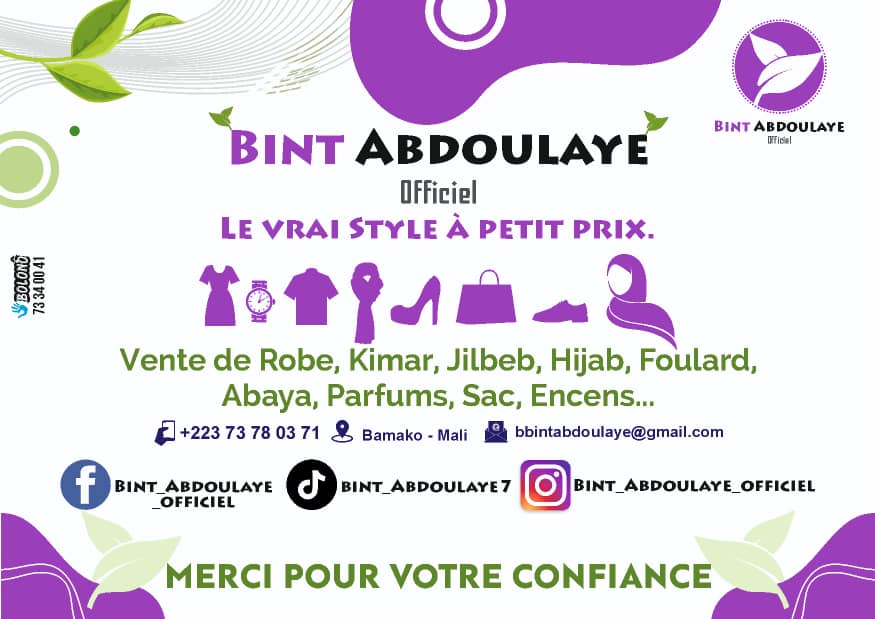 BINT ABDOULAYE
Officiel
BINT ABDOULAYE
Officiel
LE VRAI STYLE À PETIT PRIX.
BOLONO
73 34 00 41
Vente de Robe, Kimar, Jilbeb, Hijab, Foulard,
Abaya, Parfums, Sac, Encens...
+223 73 78 03 71 Bamako - Mali bbintabdoulaye@gmail.com
BINT_ABDOULAYE
_OFFICIEL
BINT_ABDOULAYE7
BINT_ABDOULAYE_OFFICIEL
MERCI POUR VOTRE CONFIANCE